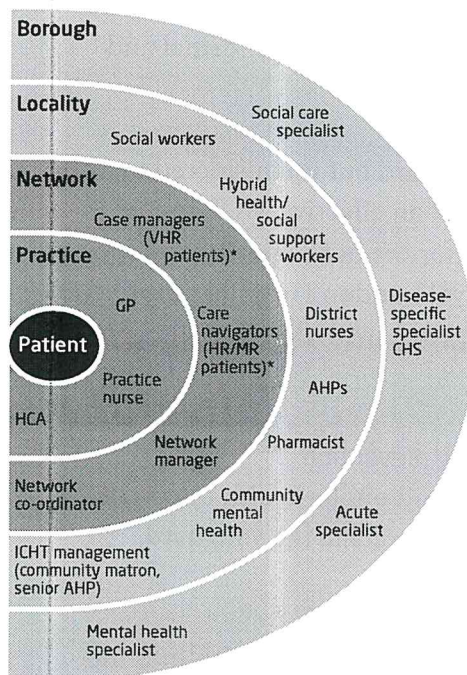 Borough
Locality
Social care
specialist
Social workers
Network
Hybrid
health/
social
support
workers
Case managers
(VHR
patients)*
Practice
GP
Care
navigators
(HR/MR
patients)*
District
nurses
Disease-
specific
specialist
CHS
Patient
Practice
nurse
AHPs
HCA
Network
manager
Pharmacist
Network
co-ordinator
Community
mental
health
Acute
specialist
ICHT management
(community matron,
senior AHP)
Mental health
specialist